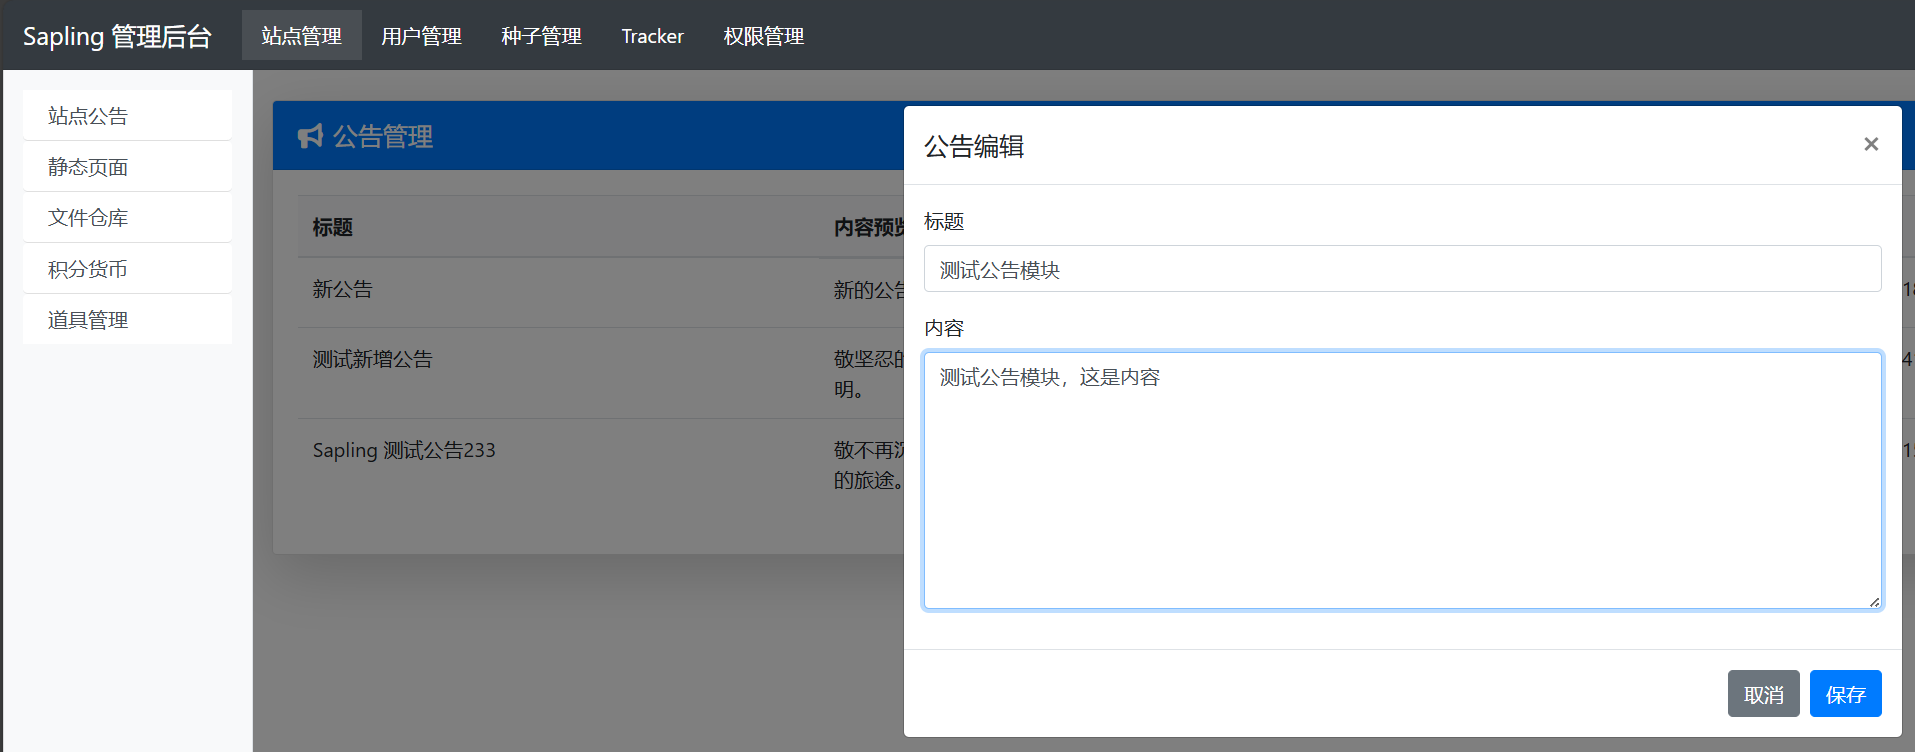 Sapling 管理后台 站点管理 用户管理 种子管理 Tracker 权限管理
站点公告
静态页面
文件仓库
积分货币
道具管理
公告管理
标题 内容预
新公告 新的公
测试新增公告 敬坚忍
明。
Sapling 测试公告233 敬不再
的旅途。
公告编辑
×
标题
测试公告模块
内容
测试公告模块，这是内容
取消 保存